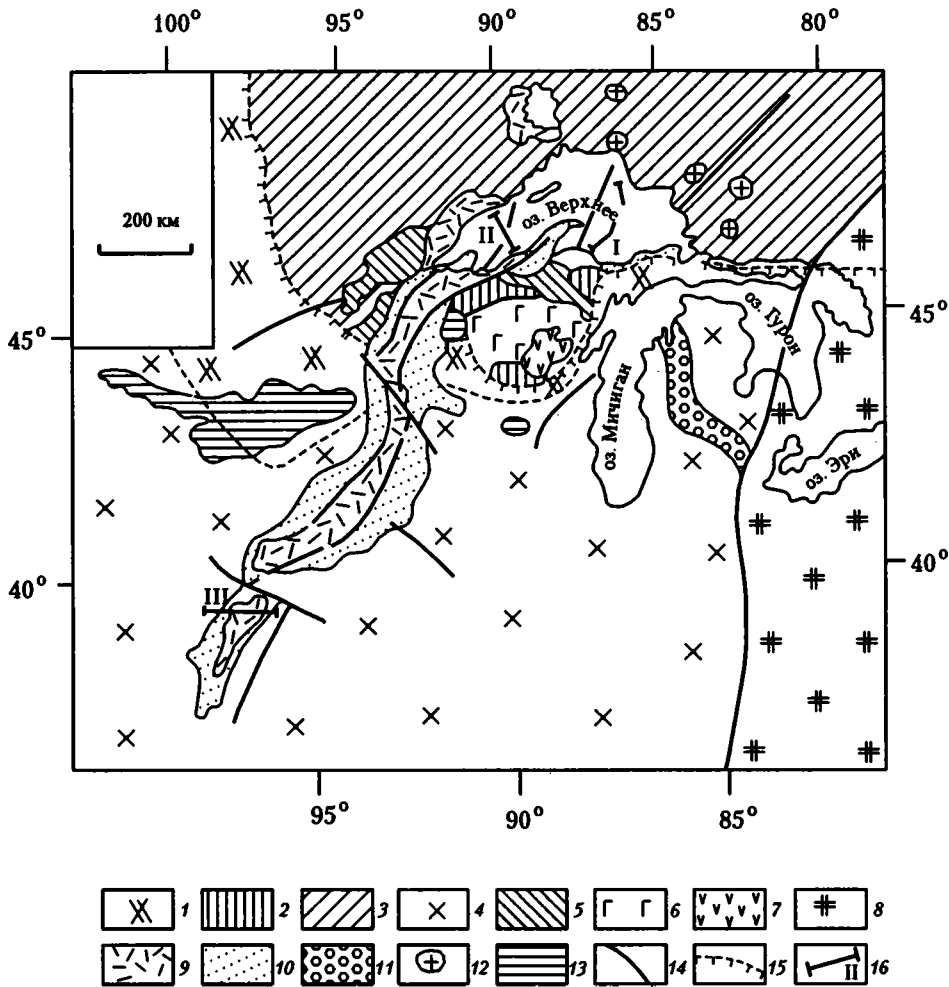 100° 95° 90° 85° 80°
200 км
оз. Верхнее
II
I
45°
45°
оз. Гурон
оз. Мичиган
оз. Эри
40°
40°
III
95° 90° 85°
1 2 3 4 5 6 7 8
9 10 11 12 13 14 15 II 16